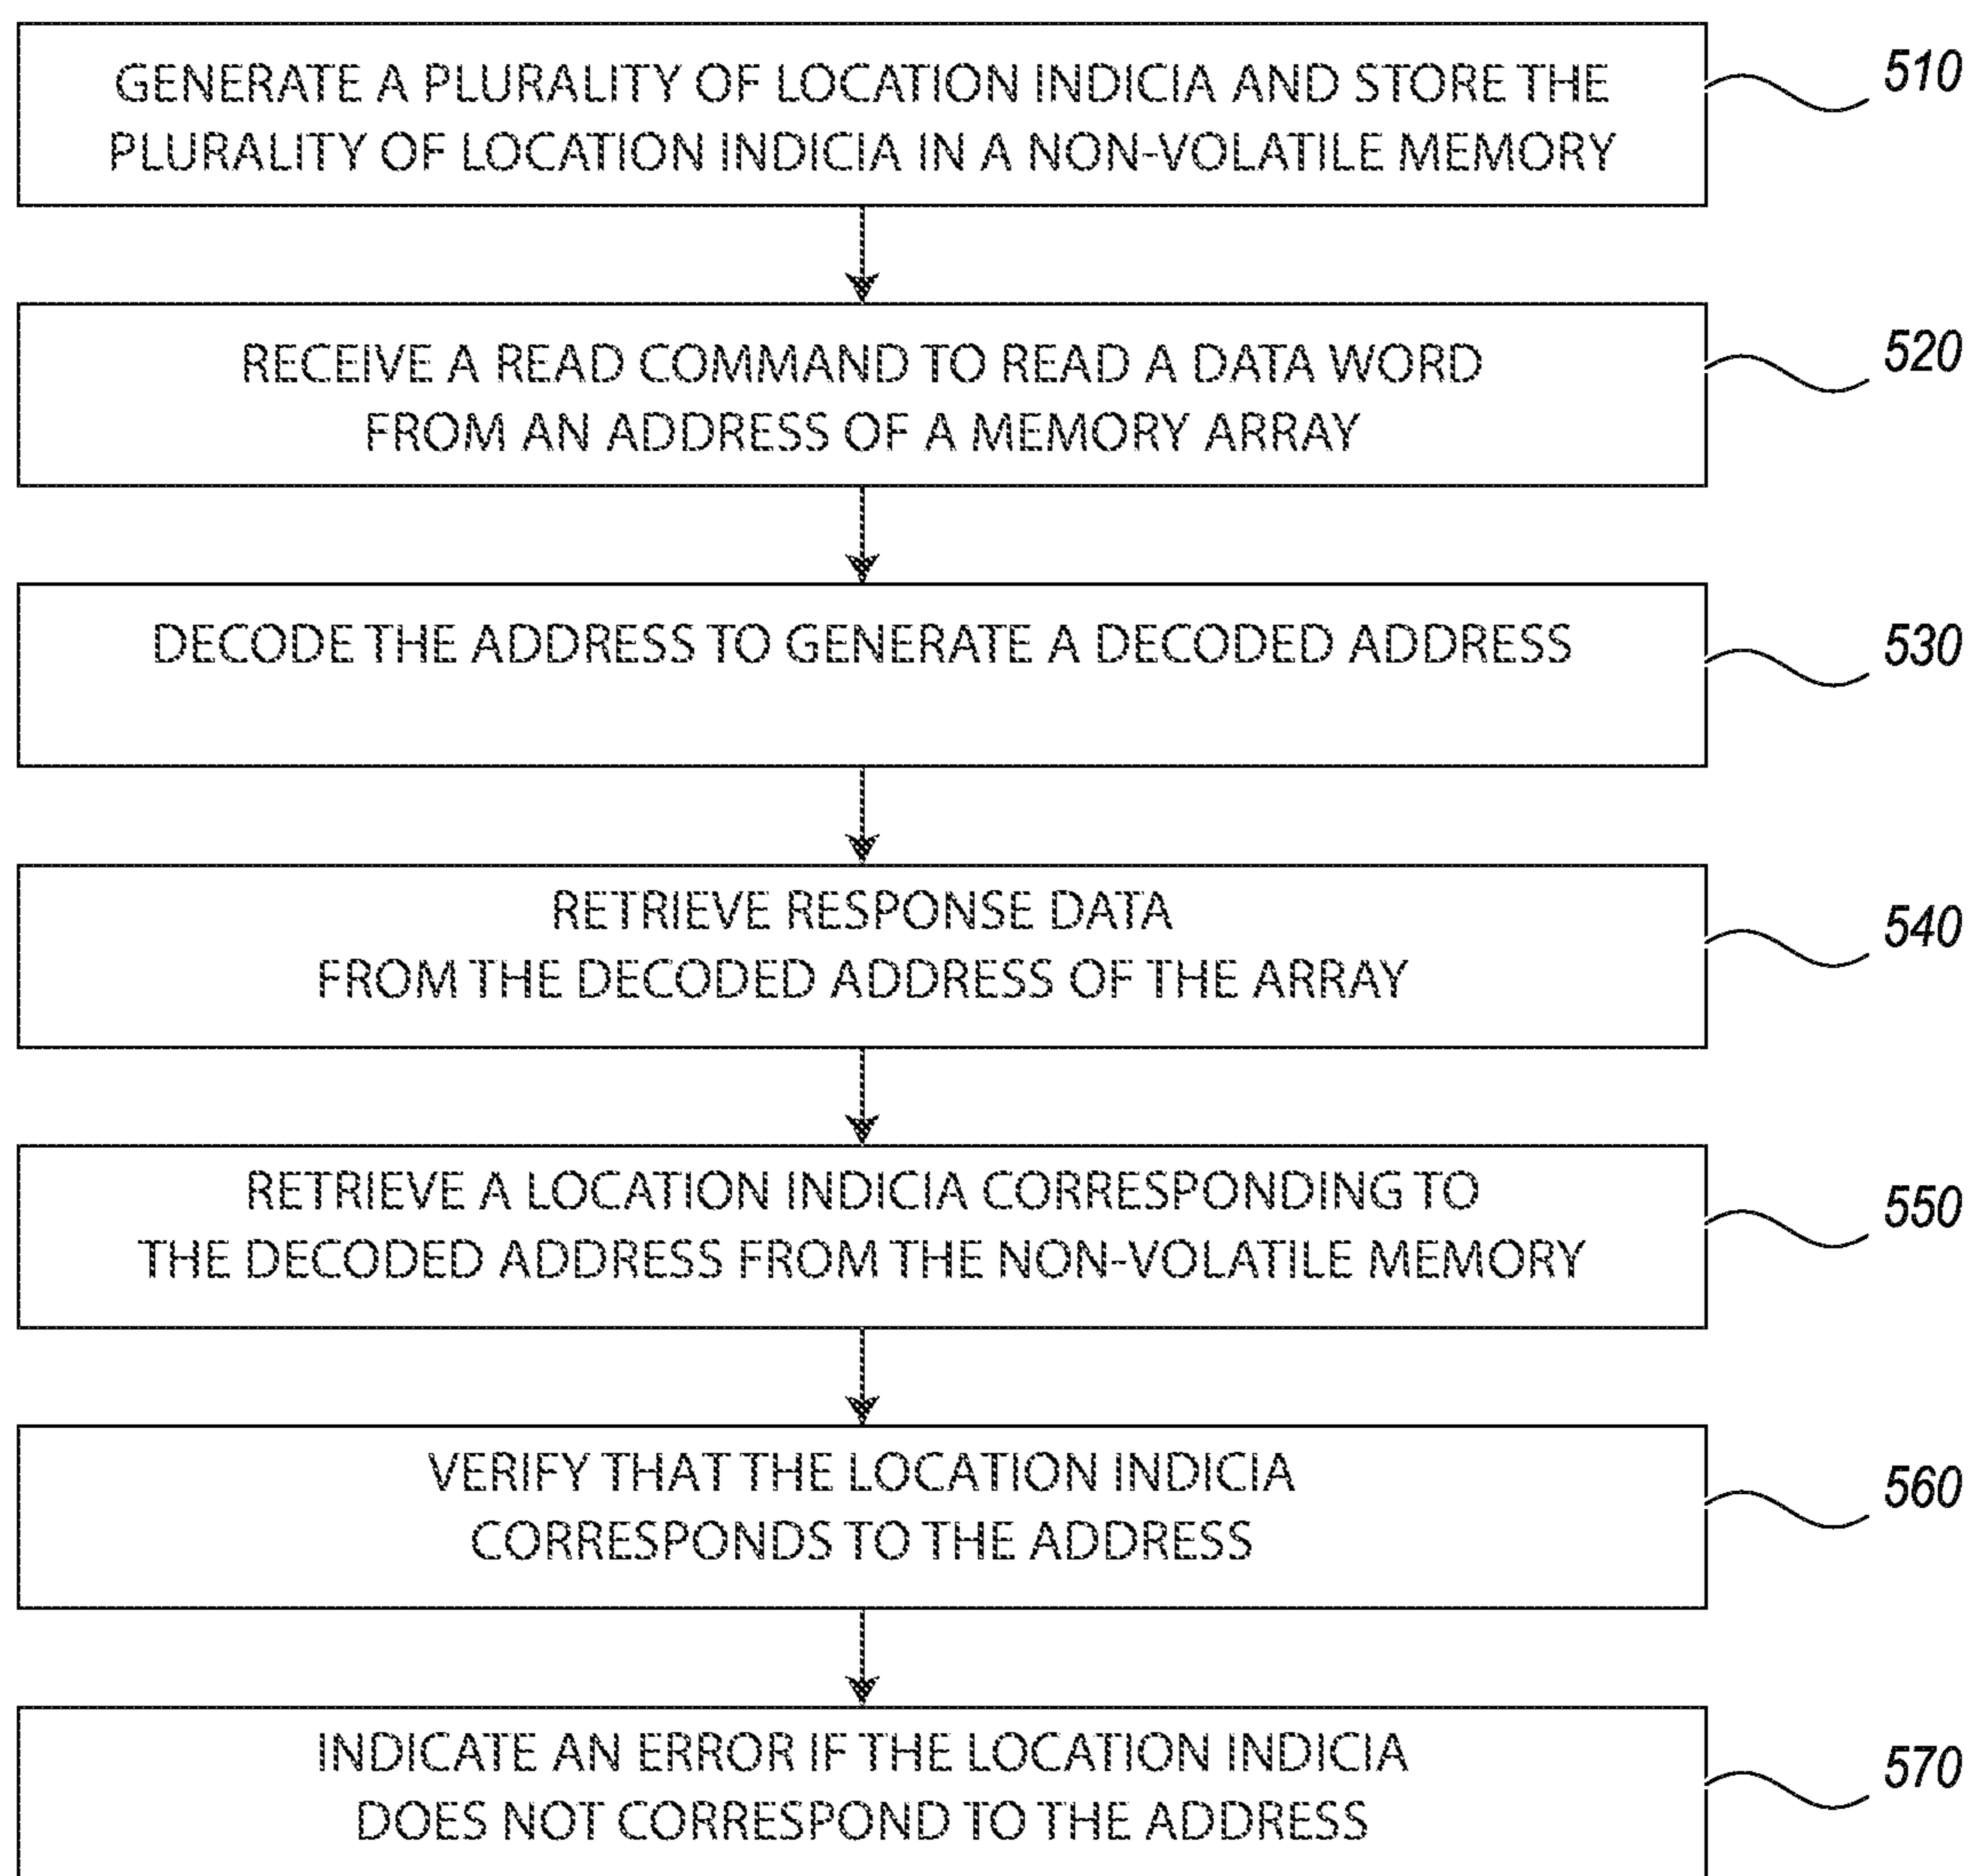 GENERATE A PLURALITY OF LOCATION INDICIA AND STORE THE
PLURALITY OF LOCATION INDICIA IN A NON-VOLATILE MEMORY
510
RECEIVE A READ COMMAND TO READ A DATA WORD
FROM AN ADDRESS OF A MEMORY ARRAY
520
DECODE THE ADDRESS TO GENERATE A DECODED ADDRESS
530
RETRIEVE RESPONSE DATA
FROM THE DECODED ADDRESS OF THE ARRAY
540
RETRIEVE A LOCATION INDICIA CORRESPONDING TO
THE DECODED ADDRESS FROM THE NON-VOLATILE MEMORY
550
VERIFY THAT THE LOCATION INDICIA
CORRESPONDS TO THE ADDRESS
560
INDICATE AN ERROR IF THE LOCATION INDICIA
DOES NOT CORRESPOND TO THE ADDRESS
570